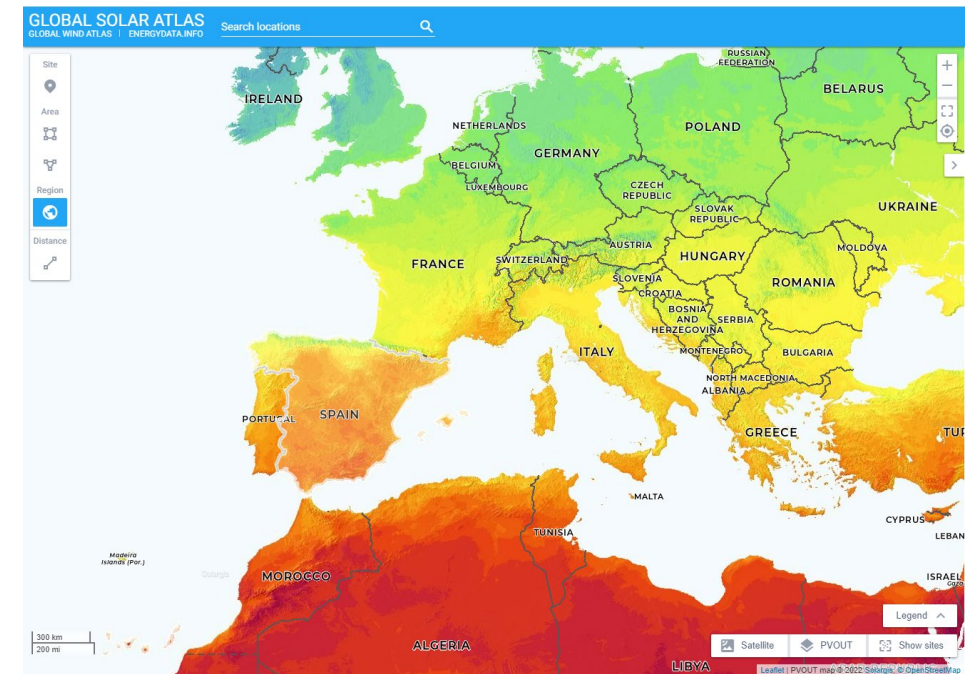 GLOBAL SOLAR ATLAS
GLOBAL WIND ATLAS | ENERGYDATA.INFO
Search locations
Site
Area
Region
Distance
RUSSIAN
FEDERATION
IRELAND
BELARUS
NETHERLANDS
POLAND
GERMANY
BELGIUM
LUXEMBOURG
CZECH
REPUBLIC
SLOVAK
REPUBLIC
UKRAINE
AUSTRIA
MOLDOVA
FRANCE
SWITZERLAND
HUNGARY
SLOVENIA
ROMANIA
CROATIA
BOSNIA
AND
HERZEGOVINA
SERBIA
ITALY
MONTENEGRO
BULGARIA
NORTH MACEDONIA
ALBANIA
PORTUGAL
SPAIN
GREECE
TUR
MALTA
CYPRUS
TUNISIA
LEBAN
Madeira
Islands (Por.)
Solargis
MOROCCO
ISRAEL
Gaza
Legend
300 km
200 mi
ALGERIA
Satellite
PVOUT
Show sites
LIBYA
Leaflet | PVOUT map © 2022 Solargis, © OpenStreetMap